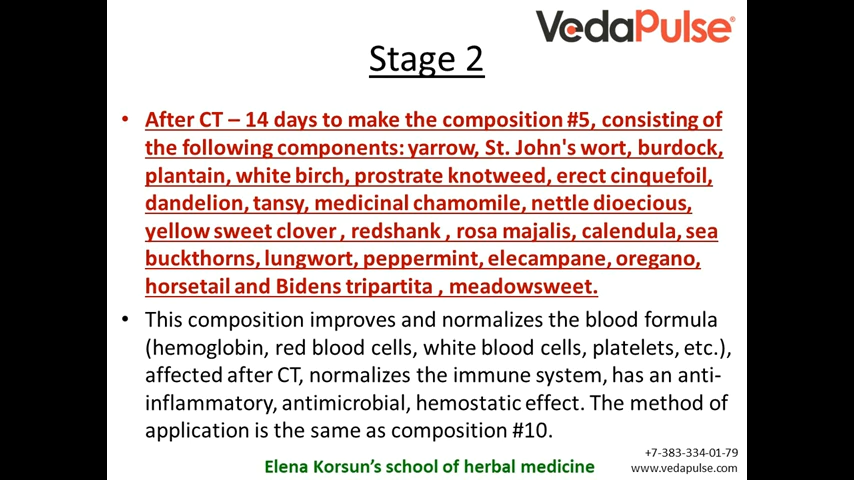 VedaPulse®
Stage 2
• After CT – 14 days to make the composition #5, consisting of
the following components: yarrow, St. John's wort, burdock,
plantain, white birch, prostrate knotweed, erect cinquefoil,
dandelion, tansy, medicinal chamomile, nettle dioecious,
yellow sweet clover , redshank , rosa majalis, calendula, sea
buckthorns, lungwort, peppermint, elecampane, oregano,
horsetail and Bidens tripartita , meadowsweet.
• This composition improves and normalizes the blood formula
(hemoglobin, red blood cells, white blood cells, platelets, etc.),
affected after CT, normalizes the immune system, has an anti-
inflammatory, antimicrobial, hemostatic effect. The method of
application is the same as composition #10.
Elena Korsun's school of herbal medicine
+7-383-334-01-79
www.vedapulse.com